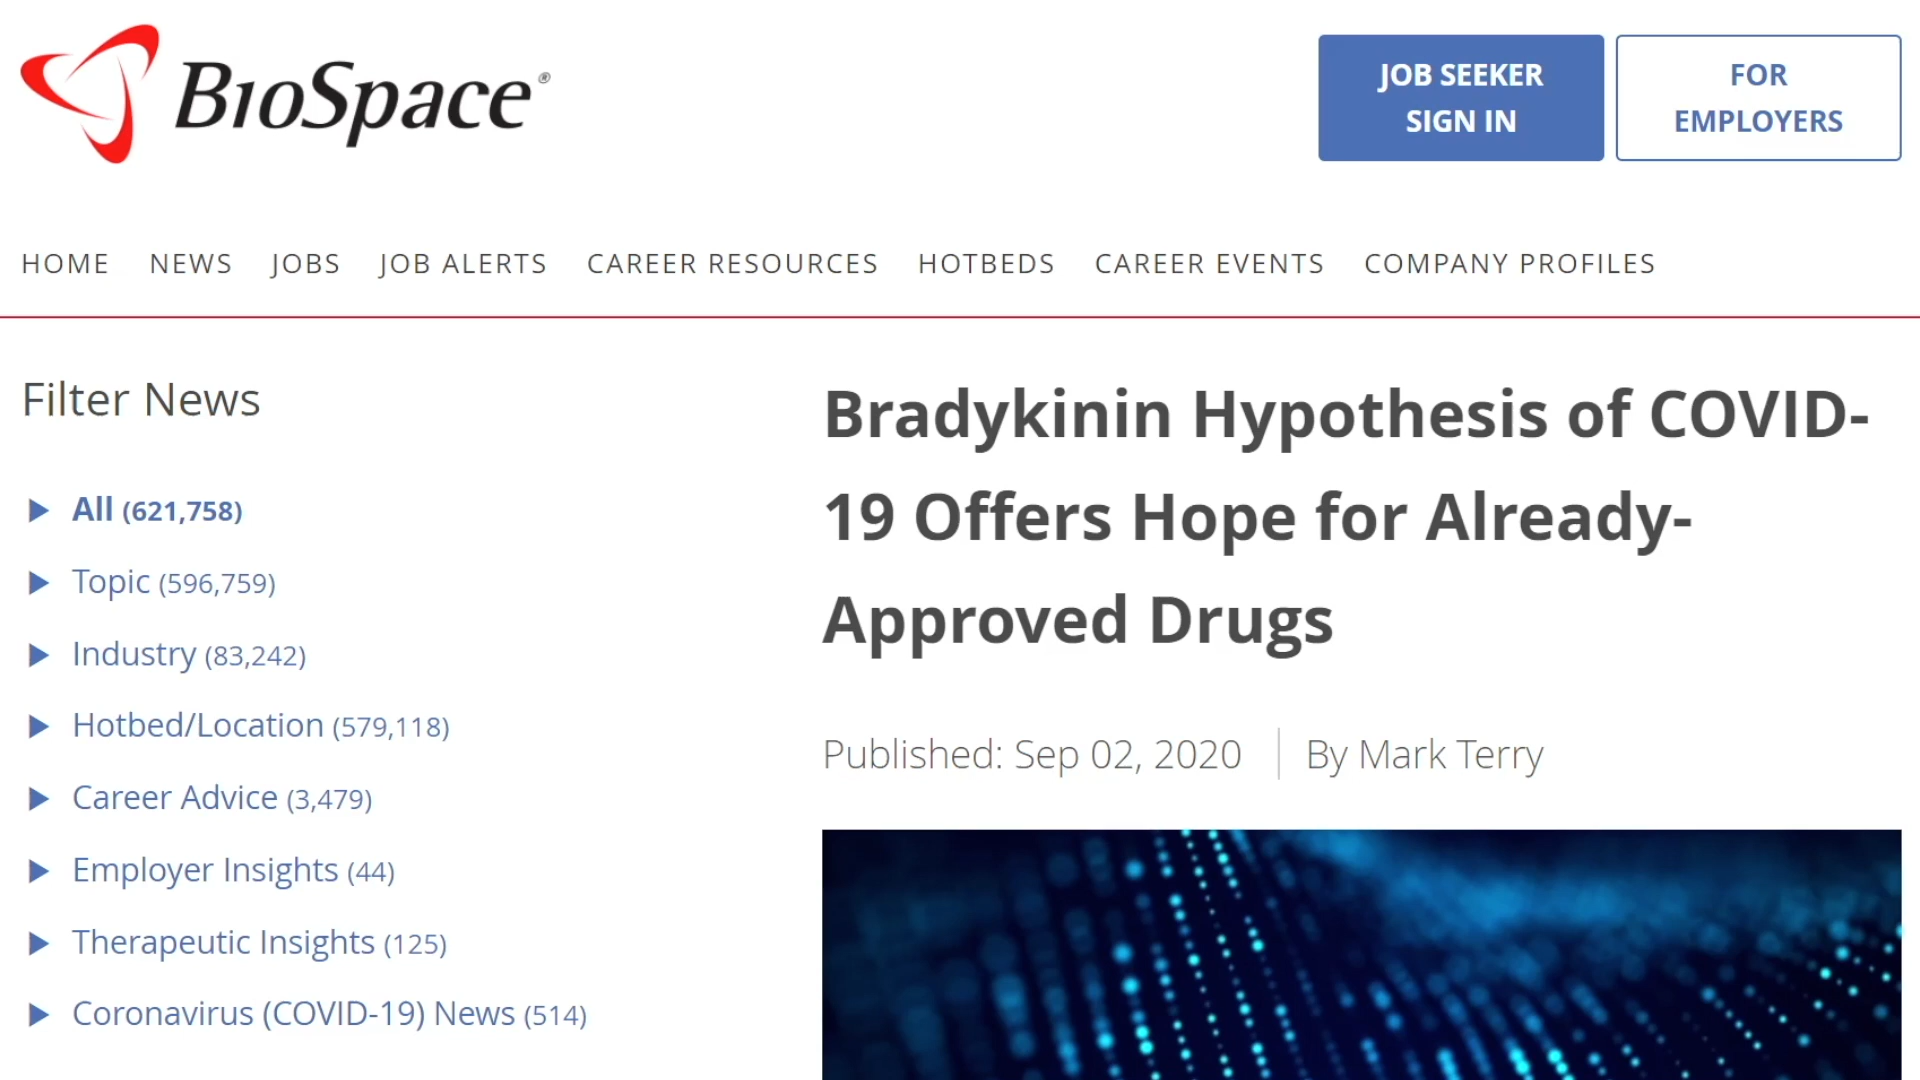 BioSpace®
JOB SEEKER
SIGN IN
FOR
EMPLOYERS
HOME NEWS JOBS JOB ALERTS CAREER RESOURCES HOTBEDS CAREER EVENTS COMPANY PROFILES
Filter News
All (621,758)
Topic (596,759)
Industry (83,242)
Hotbed/Location (579,118)
Career Advice (3,479)
Employer Insights (44)
Therapeutic Insights (125)
Coronavirus (COVID-19) News (514)
Bradykinin Hypothesis of COVID-
19 Offers Hope for Already-
Approved Drugs
Published: Sep 02, 2020 By Mark Terry